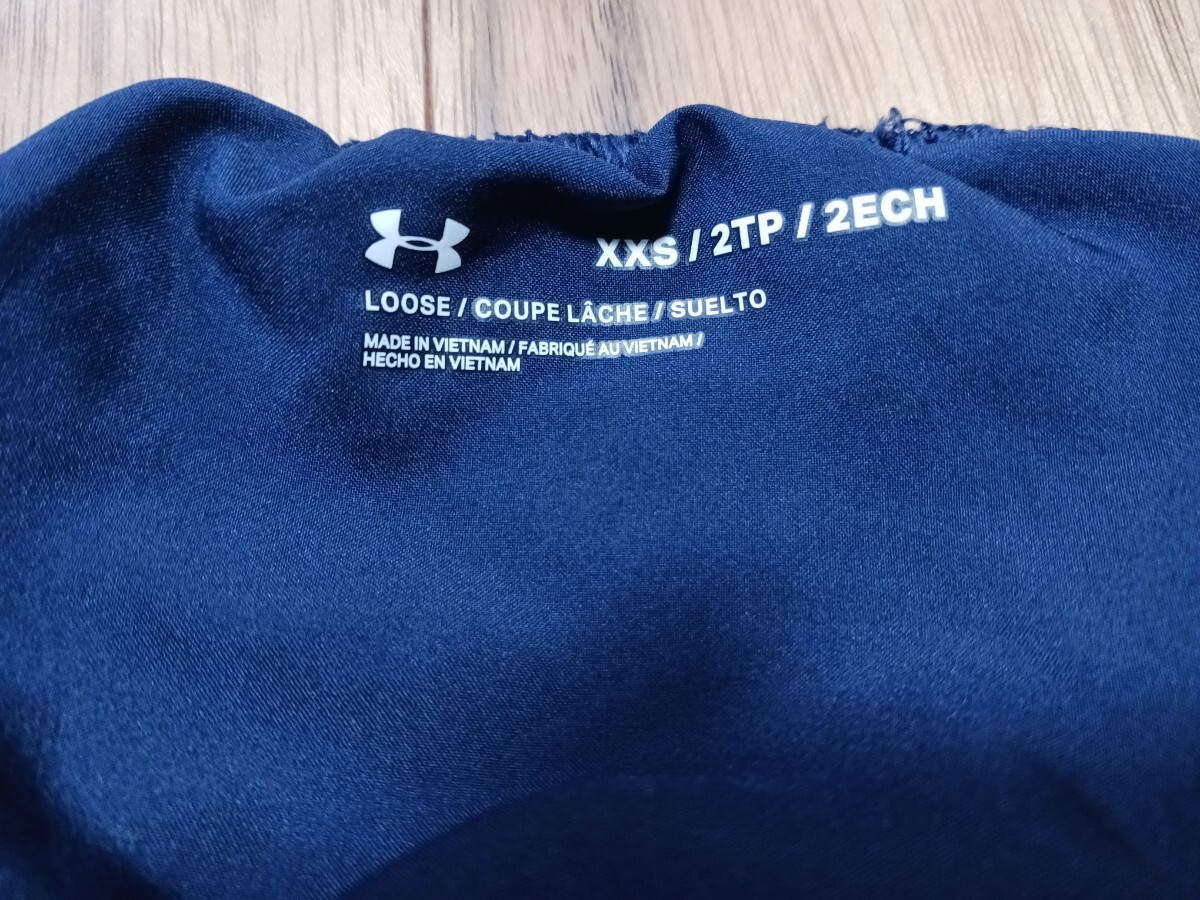 XXS / 2TP / 2ECH
LOOSE / COUPE LÂCHE / SUELTO
MADE IN VIETNAM / FABRIQUÉ AU VIETNAM /
HECHO EN VIETNAM